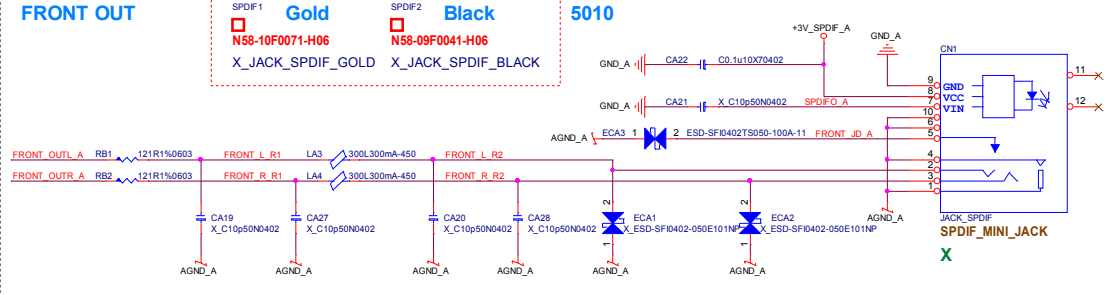 FRONT OUT
SPDIF1
Gold
N58-10F0071-H06
X_JACK_SPDIF_GOLD
SPDIF2
Black
N58-09F0041-H06
X_JACK_SPDIF_BLACK
5010
+3V_SPDIF_A
GND_A
CN1
GND_A
CA22
C0.1u10X70402
GND_A
CA21
X_C10p50N0402
SPDIFO_A
AGND_A
ECA3
1
2
ESD-SFI0402TS050-100A-11
FRONT_JD_A
9
8
7
10
6
5
4
2
3
1
GND
VCC
VIN
11
12
FRONT_OUTL_A
RB1
121R1%0603
FRONT_L_R1
LA3
300L300mA-450
FRONT_L_R2
FRONT_OUTR_A
RB2
121R1%0603
FRONT_R_R1
LA4
300L300mA-450
FRONT_R_R2
CA19
X_C10p50N0402
CA27
X_C10p50N0402
CA20
X_C10p50N0402
CA28
X_C10p50N0402
2
ECA1
X_ESD-SFI0402-050E101NP
1
2
ECA2
X_ESD-SFI0402-050E101NP
1
AGND_A
AGND_A
AGND_A
AGND_A
AGND_A
AGND_A
AGND_A
JACK_SPDIF
SPDIF_MINI_JACK
X